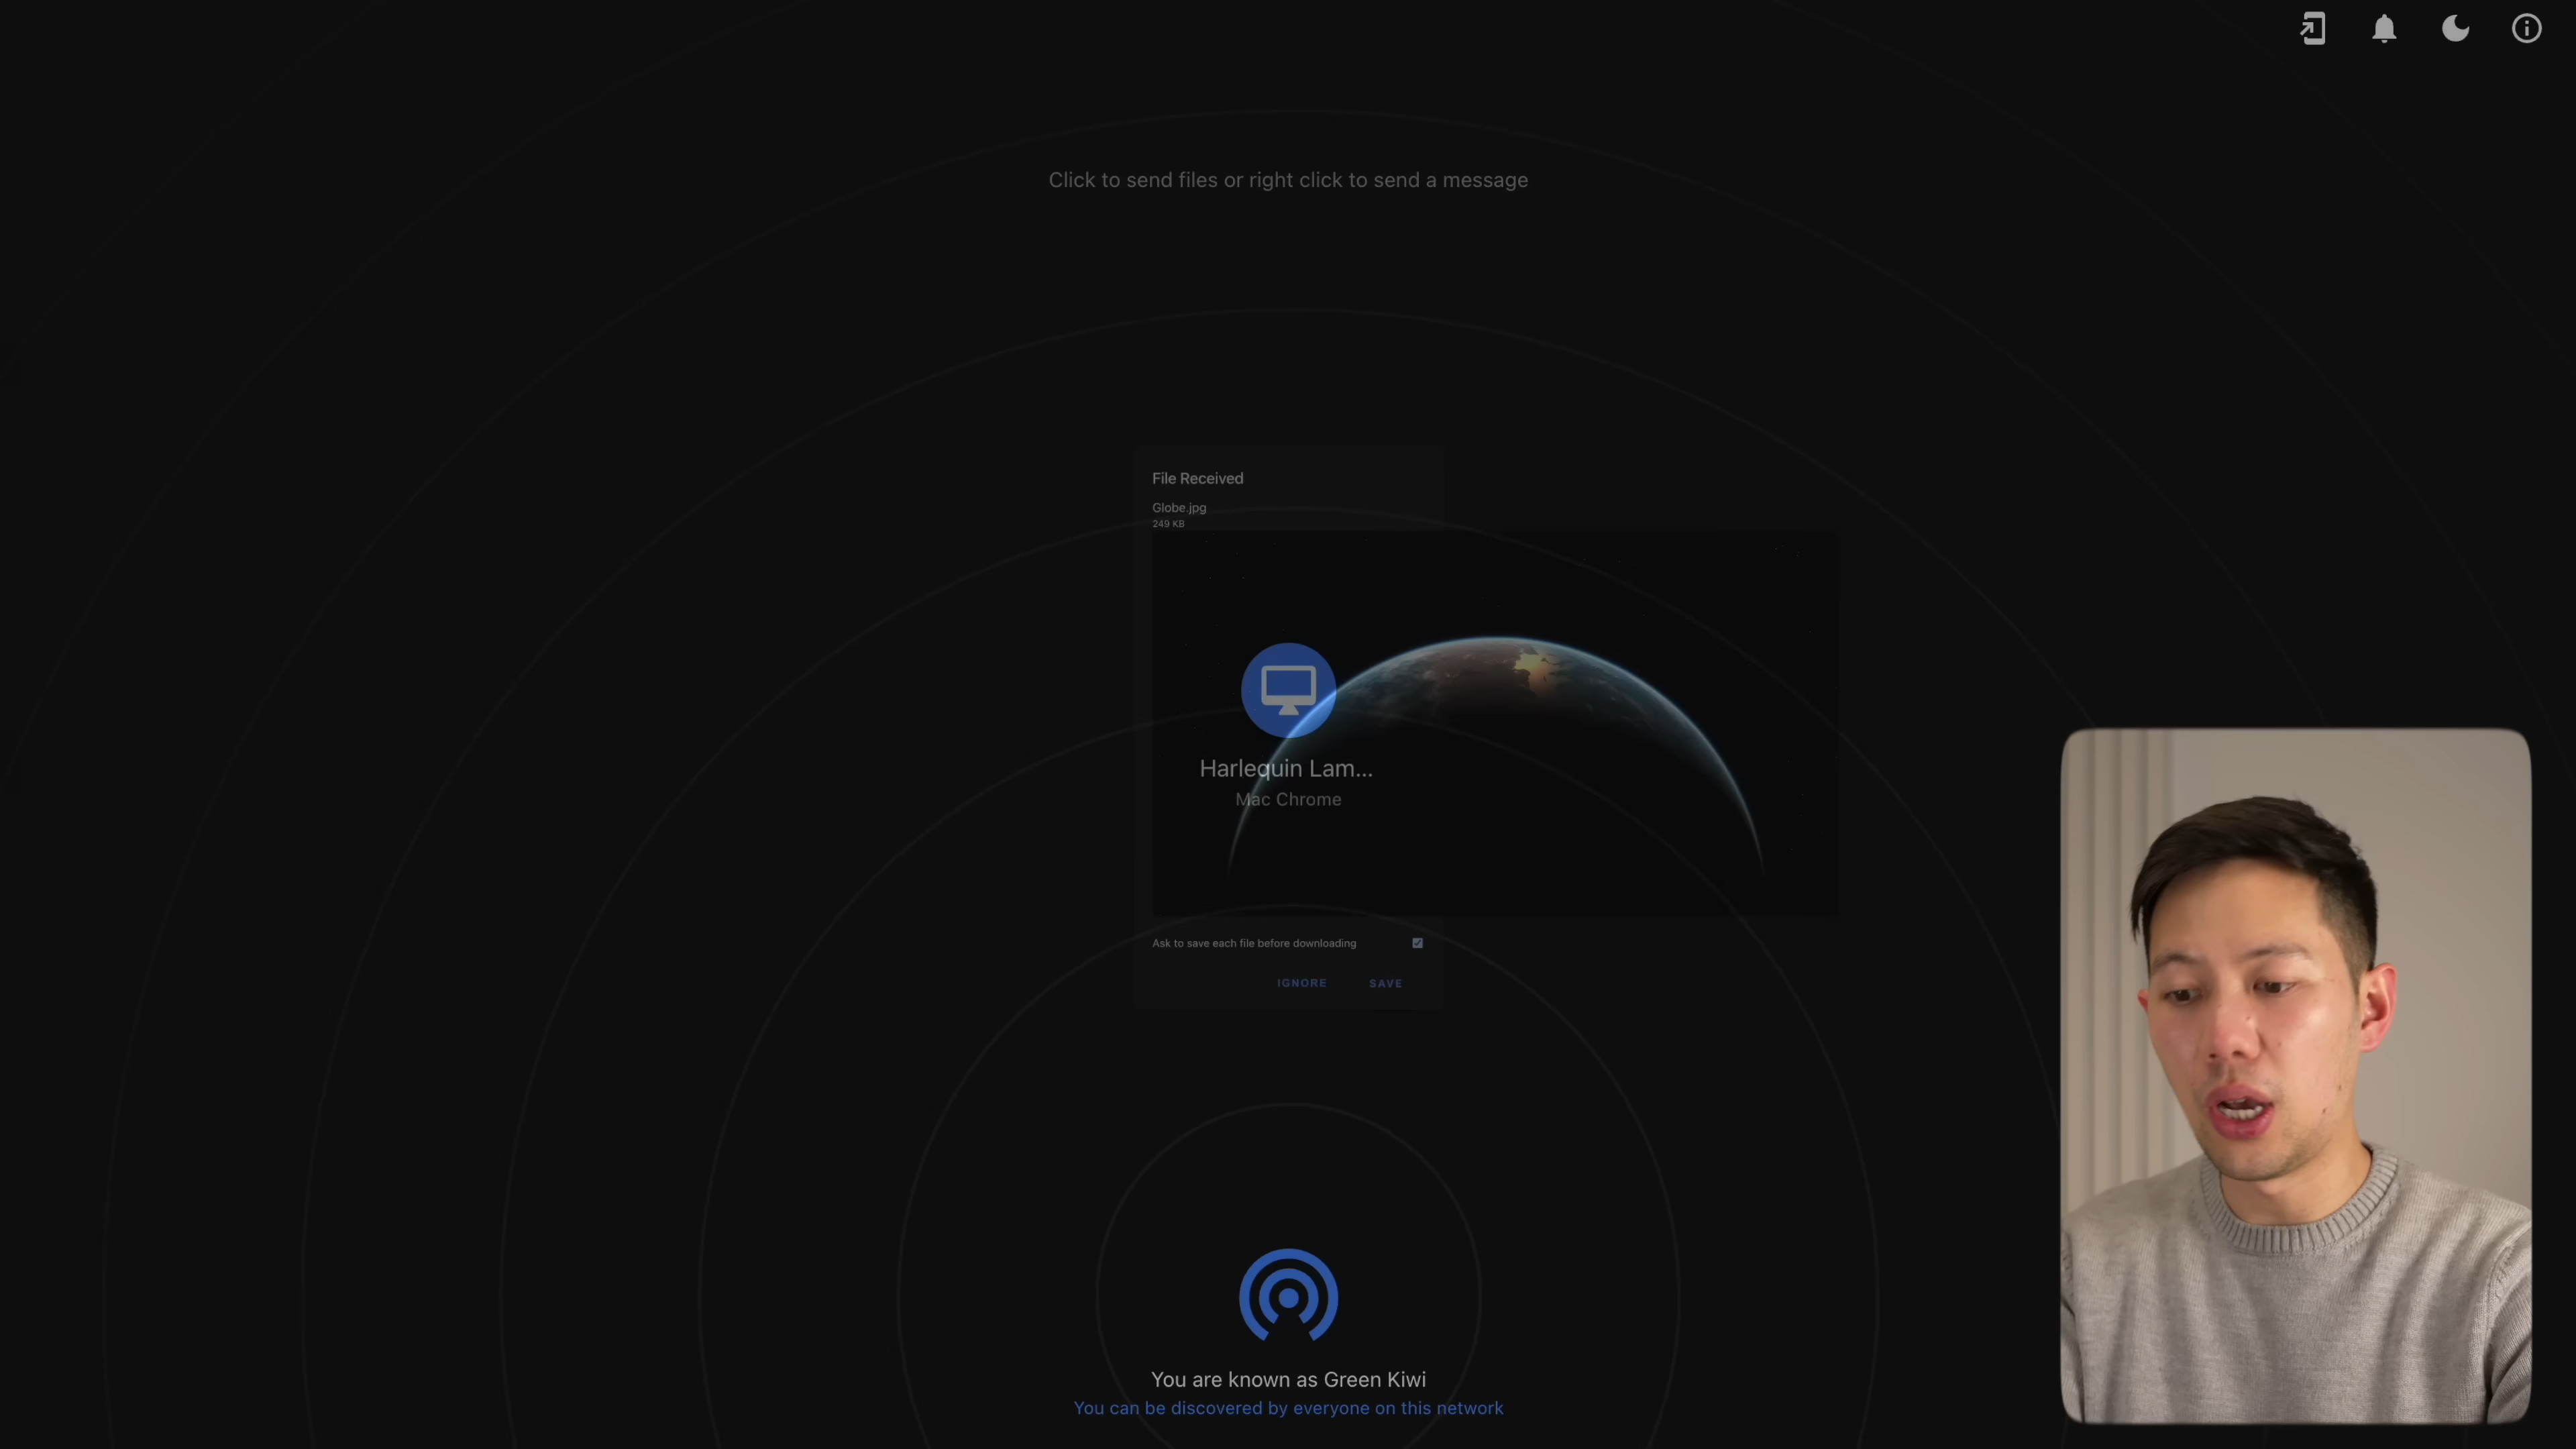 Click to send files or right click to send a message
File Received
Globe.jpg
249 KB
Harlequin Lam...
Mac Chrome
Ask to save each file before downloading
IGNORE SAVE
You are known as Green Kiwi
You can be discovered by everyone on this network